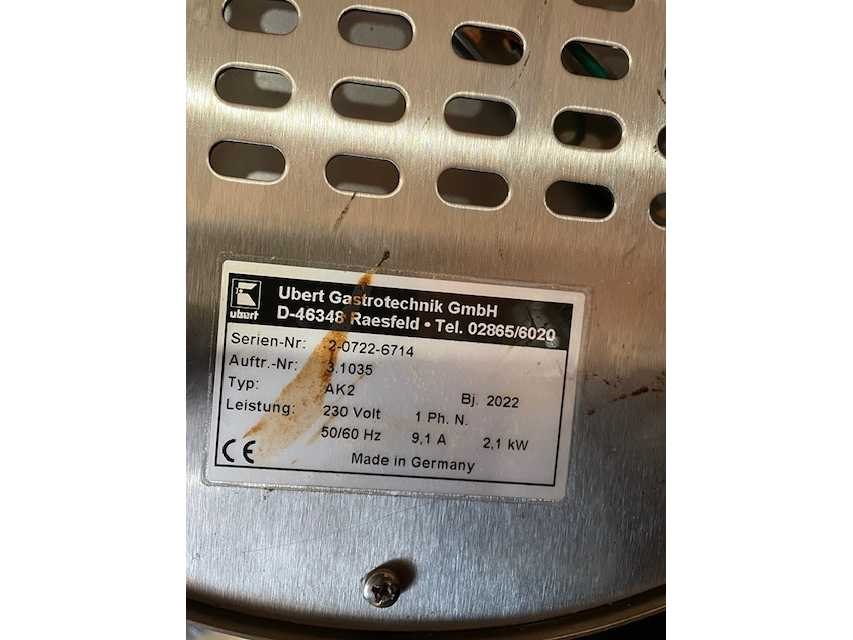 ubert
Ubert Gastrotechnik GmbH
D-46348 Raesfeld • Tel. 02865/6020
Serien-Nr: 2-0722-6714
Auftr.-Nr: 3.1035
Typ: AK2 Bj. 2022
Leistung: 230 Volt 1 Ph. N.
50/60 Hz 9,1 A 2,1 kW
CE Made in Germany